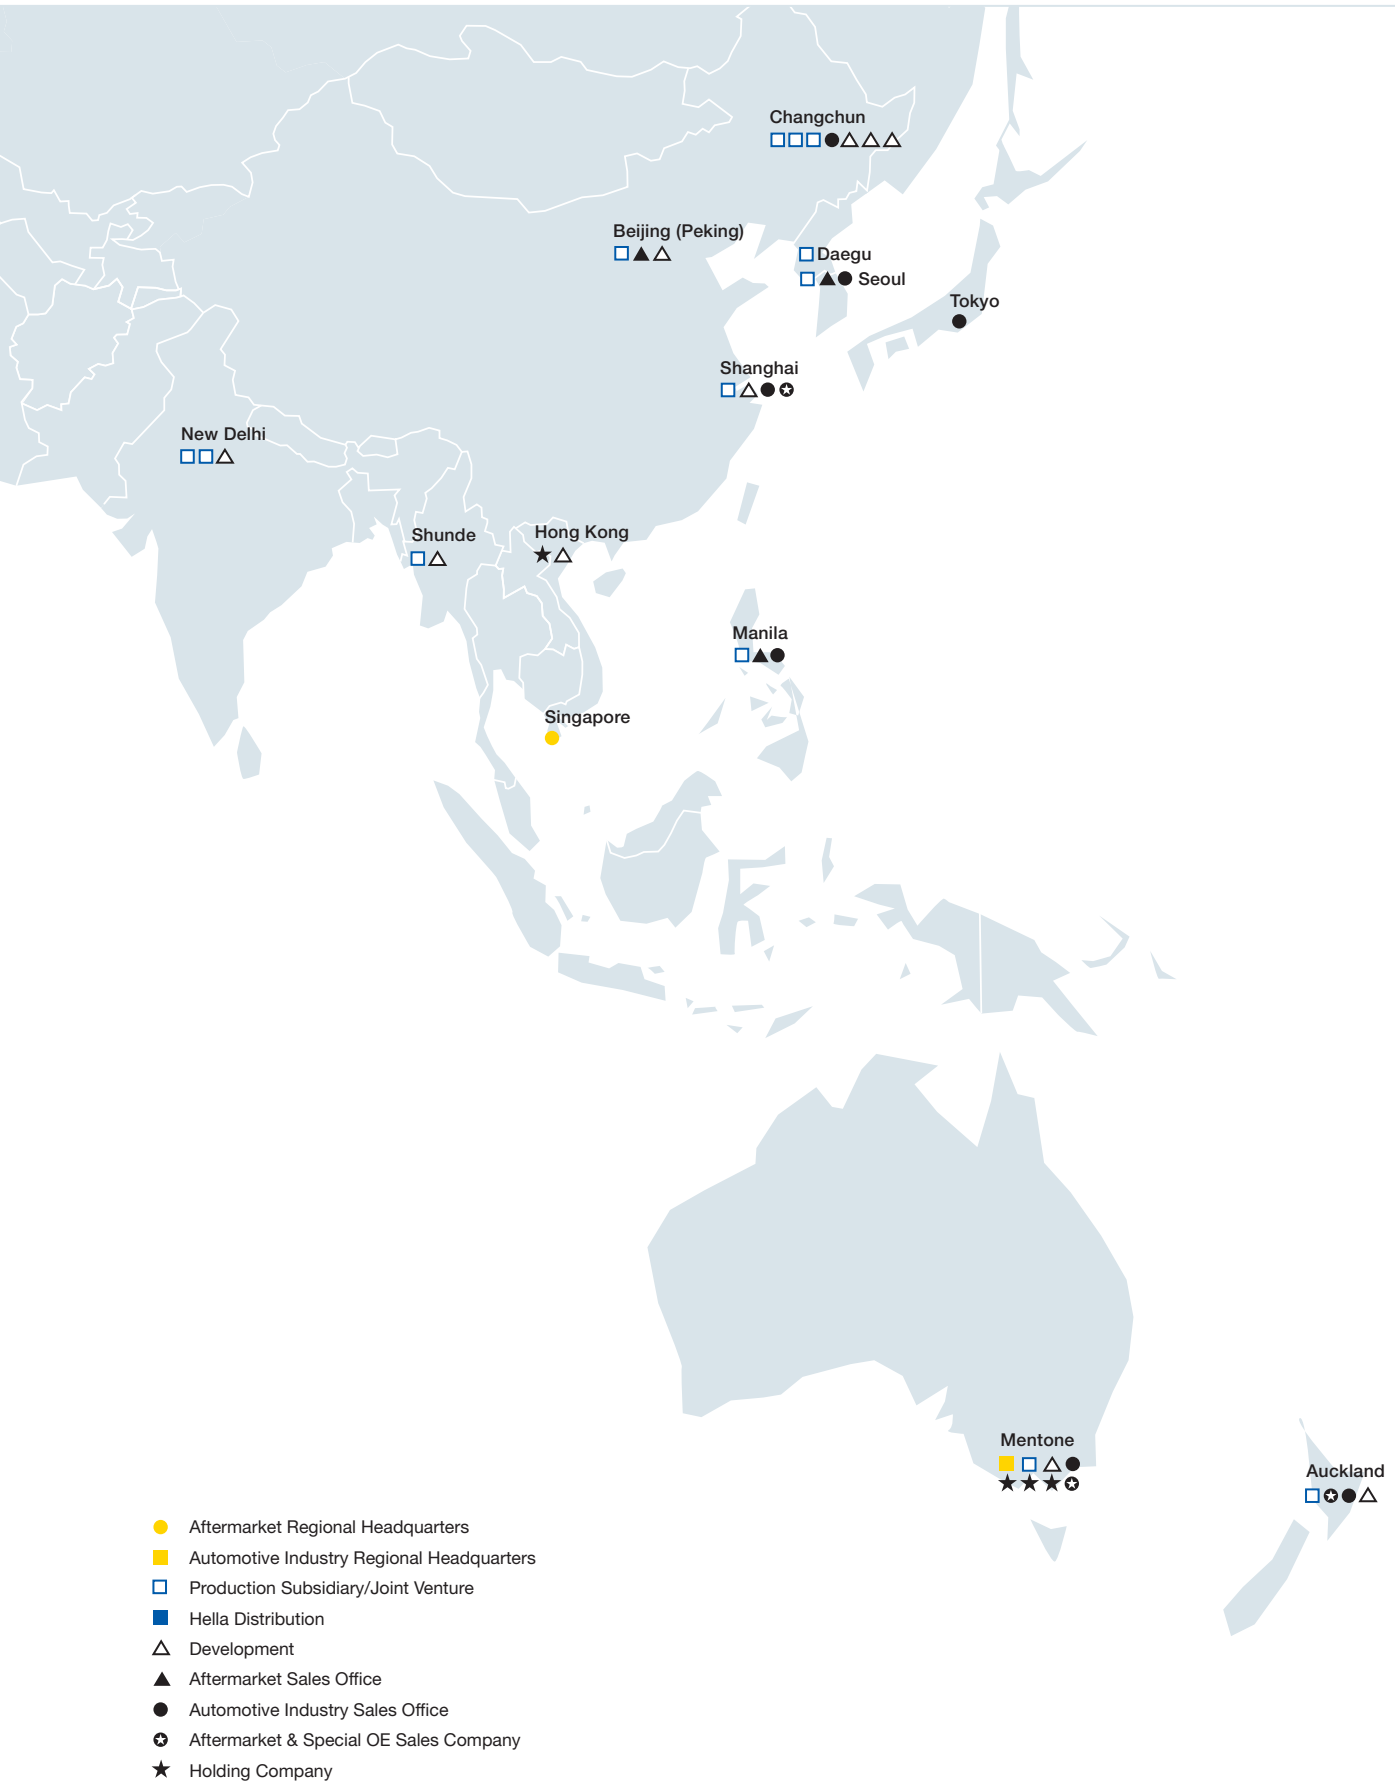 Changchun
Beijing (Peking)
Daegu
Seoul
Tokyo
Shanghai
New Delhi
Shunde
Hong Kong
Manila
Singapore
Mentone
Auckland
Aftermarket Regional Headquarters
Automotive Industry Regional Headquarters
Production Subsidiary/Joint Venture
Hella Distribution
Development
Aftermarket Sales Office
Automotive Industry Sales Office
Aftermarket & Special OE Sales Company
Holding Company